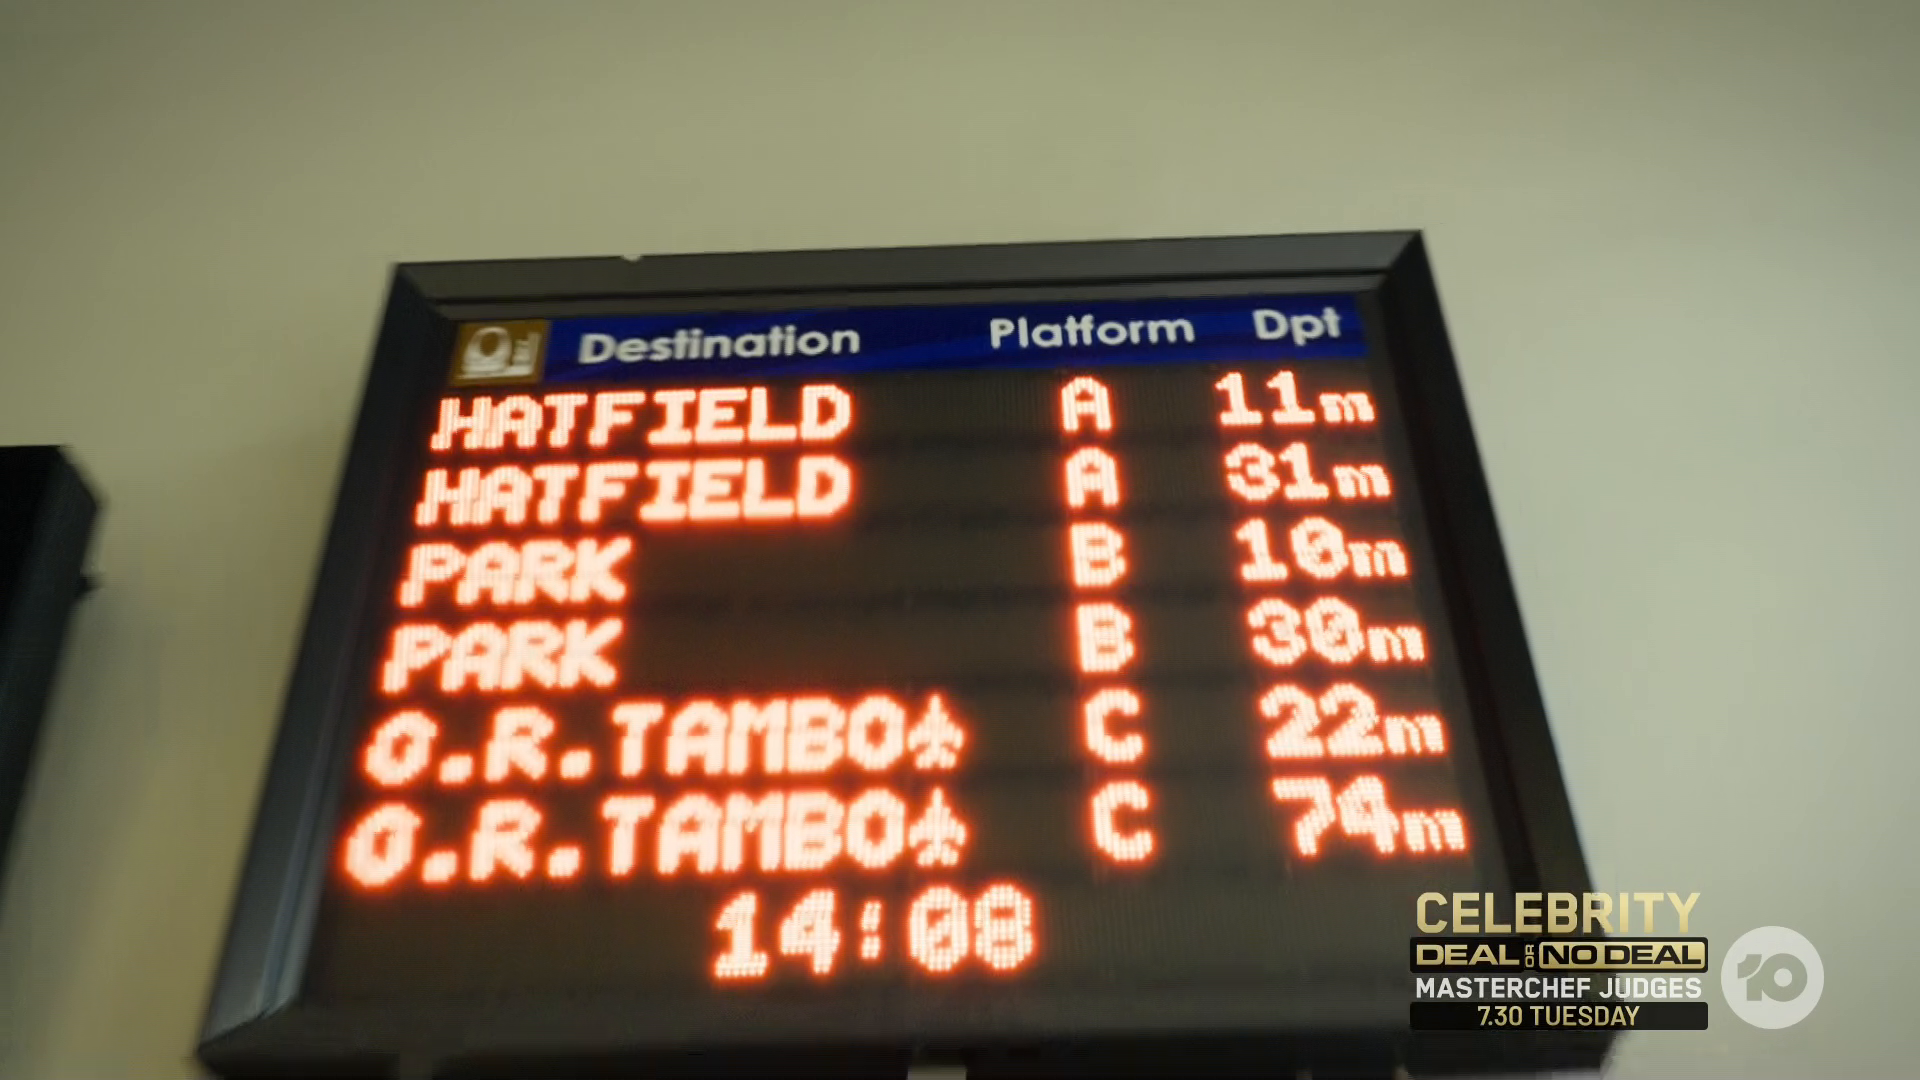 Destination Platform Dpt
HATFIELD A 11m
HATFIELD A 31m
PARK B 10m
PARK B 30m
O.R.TAMBO C 22m
O.R.TAMBO C 74m
14:08
CELEBRITY
DEAL OR NO DEAL
MASTERCHEF JUDGES
7.30 TUESDAY
10